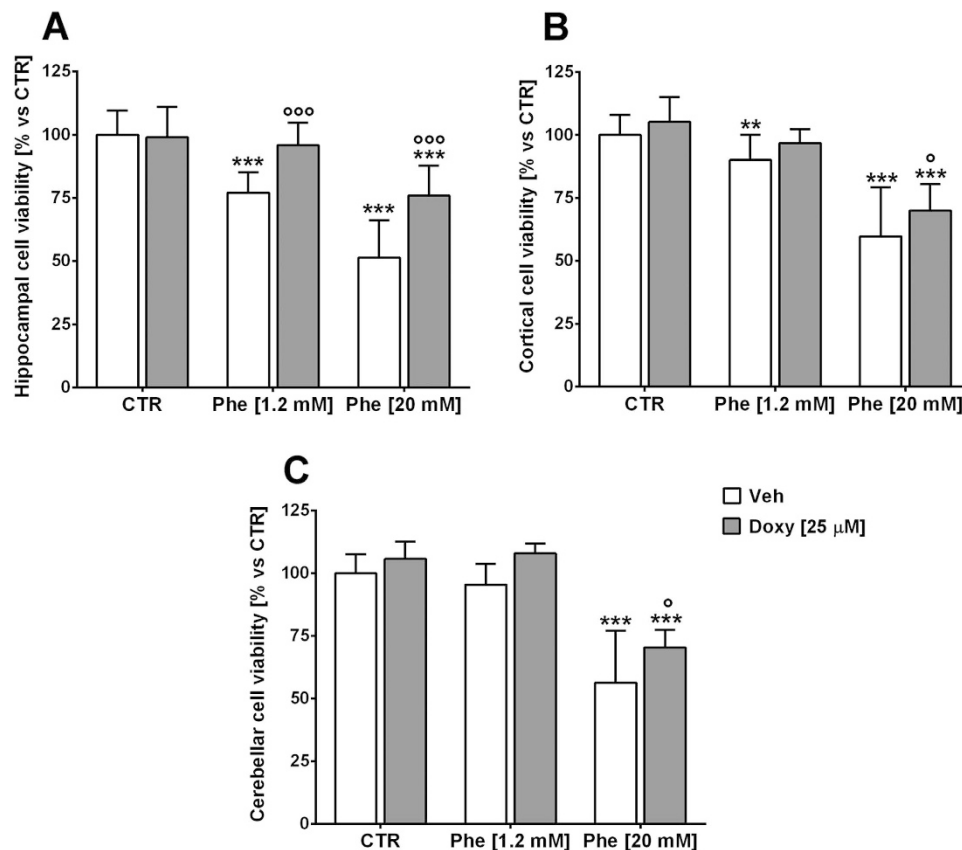 A
Hippocampal cell viability [% vs CTR]
125
100
75
50
25
0
***
°°°
***
°°°
***
CTR
Phe [1.2 mM]
Phe [20 mM]
B
Cortical cell viability [% vs CTR]
125
100
75
50
25
0
**
***
°
***
CTR
Phe [1.2 mM]
Phe [20 mM]
C
Cerebellar cell viability [% vs CTR]
125
100
75
50
25
0
***
°
***
CTR
Phe [1.2 mM]
Phe [20 mM]
Veh
Doxy [25 μM]